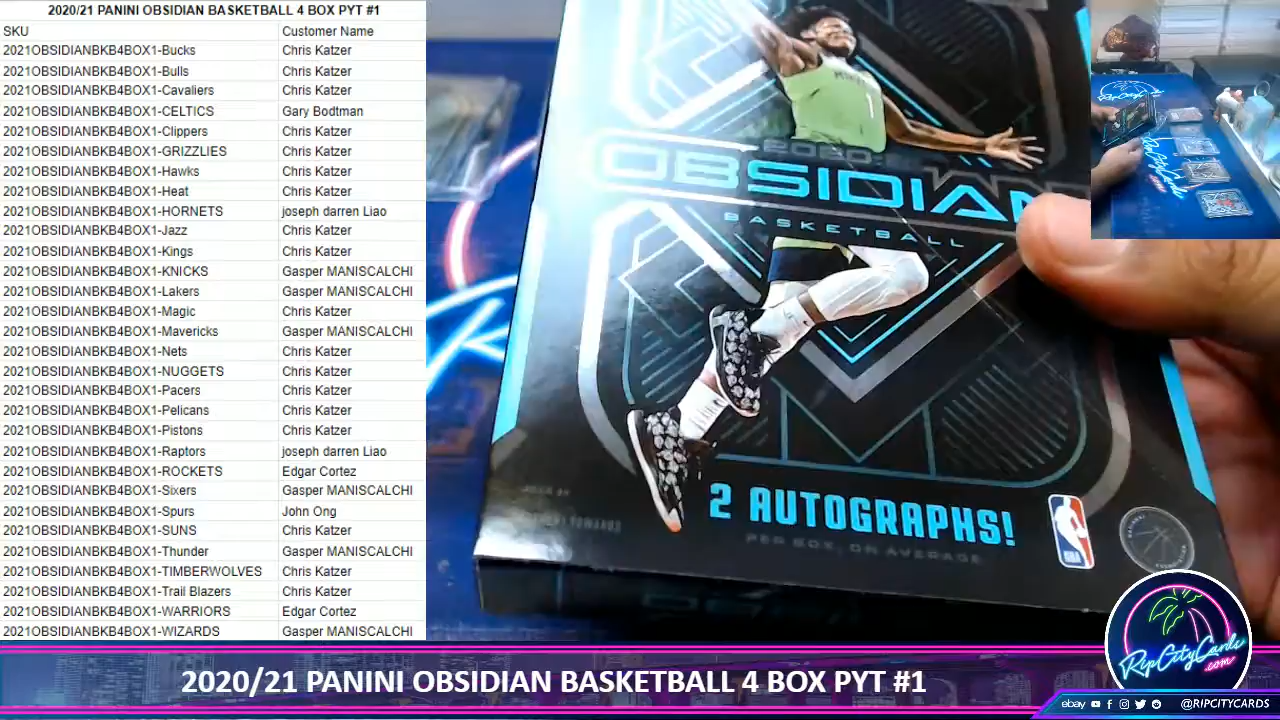 2020/21 PANINI OBSIDIAN BASKETBALL 4 BOX PYT #1
SKU Customer Name
2021OBSIDIANBKB4BOX1-Bucks Chris Katzer
2021OBSIDIANBKB4BOX1-Bulls Chris Katzer
2021OBSIDIANBKB4BOX1-Cavaliers Chris Katzer
2021OBSIDIANBKB4BOX1-CELTICS Gary Bodtman
2021OBSIDIANBKB4BOX1-Clippers Chris Katzer
2021OBSIDIANBKB4BOX1-GRIZZLIES Chris Katzer
2021OBSIDIANBKB4BOX1-Hawks Chris Katzer
2021OBSIDIANBKB4BOX1-Heat Chris Katzer
2021OBSIDIANBKB4BOX1-HORNETS joseph darren Liao
2021OBSIDIANBKB4BOX1-Jazz Chris Katzer
2021OBSIDIANBKB4BOX1-Kings Chris Katzer
2021OBSIDIANBKB4BOX1-KNICKS Gasper MANISCALCHI
2021OBSIDIANBKB4BOX1-Lakers Gasper MANISCALCHI
2021OBSIDIANBKB4BOX1-Magic Chris Katzer
2021OBSIDIANBKB4BOX1-Mavericks Gasper MANISCALCHI
2021OBSIDIANBKB4BOX1-Nets Chris Katzer
2021OBSIDIANBKB4BOX1-NUGGETS Chris Katzer
2021OBSIDIANBKB4BOX1-Pacers Chris Katzer
2021OBSIDIANBKB4BOX1-Pelicans Chris Katzer
2021OBSIDIANBKB4BOX1-Pistons Chris Katzer
2021OBSIDIANBKB4BOX1-Raptors joseph darren Liao
2021OBSIDIANBKB4BOX1-ROCKETS Edgar Cortez
2021OBSIDIANBKB4BOX1-Sixers Gasper MANISCALCHI
2021OBSIDIANBKB4BOX1-Spurs John Ong
2021OBSIDIANBKB4BOX1-SUNS Chris Katzer
2021OBSIDIANBKB4BOX1-Thunder Gasper MANISCALCHI
2021OBSIDIANBKB4BOX1-TIMBERWOLVES Chris Katzer
2021OBSIDIANBKB4BOX1-Trail Blazers Chris Katzer
2021OBSIDIANBKB4BOX1-WARRIORS Edgar Cortez
2021OBSIDIANBKB4BOX1-WIZARDS Gasper MANISCALCHI
1
OBSIDIAN
BASKETBALL
2 AUTOGRAPHS!
PER BOX, ON AVERAGE
NBA
RipCityCards
.com
2020/21 PANINI OBSIDIAN BASKETBALL 4 BOX PYT #1
ebay @RIPCITYCARDS